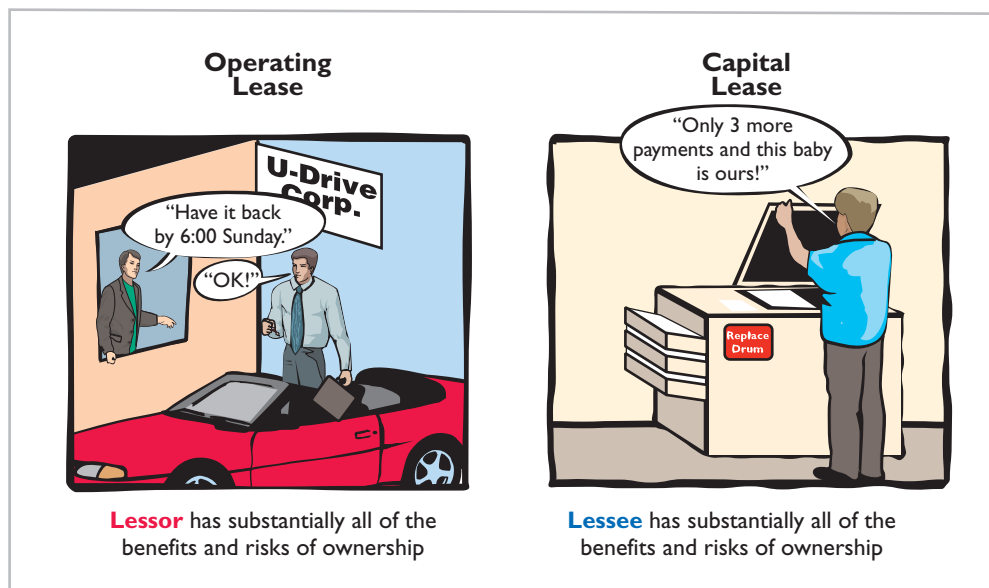 Operating
Lease
U-Drive
Corp.
“Have it back
by 6:00 Sunday.”
“OK!”
Lessor has substantially all of the
benefits and risks of ownership
Capital
Lease
“Only 3 more
payments and this baby
is ours!”
Replace
Drum
Lessee has substantially all of the
benefits and risks of ownership